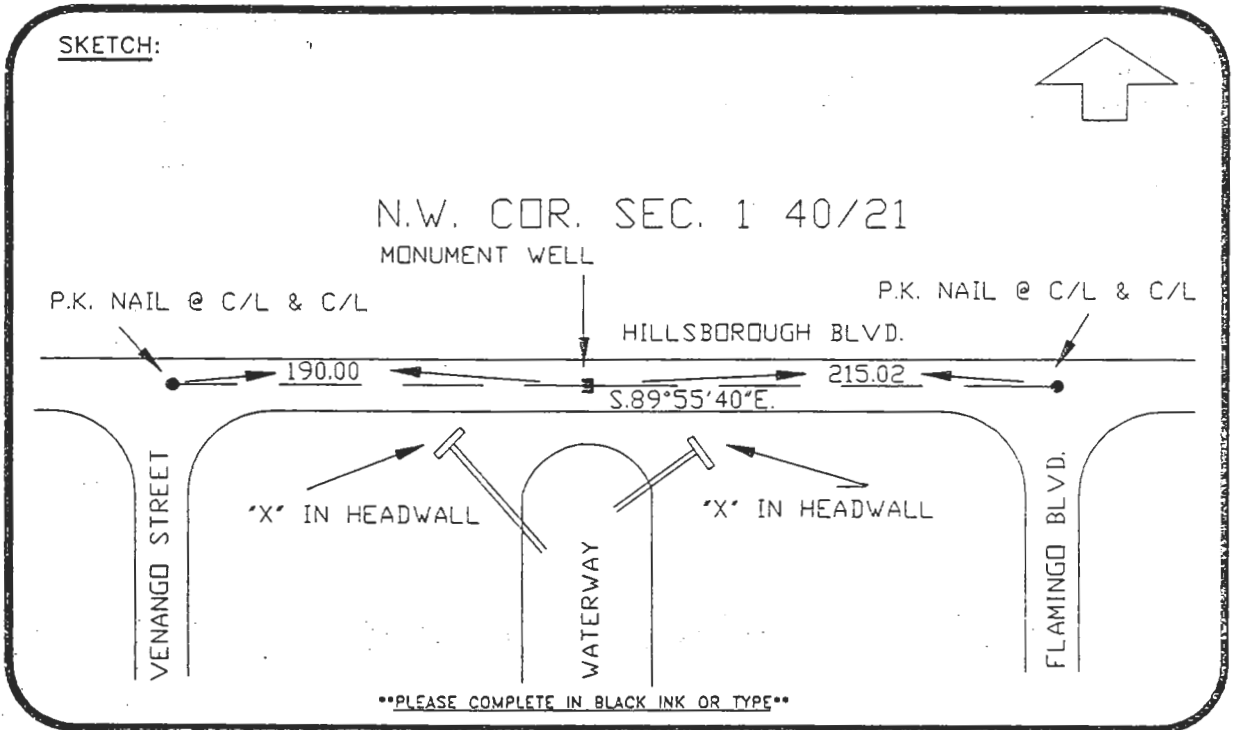 SKETCH:
N.W. COR. SEC. 1 40/21
MONUMENT WELL
P.K. NAIL @ C/L & C/L
P.K. NAIL @ C/L & C/L
HILLSBOROUGH BLVD.
190.00
215.02
S.89°55'40"E.
"X" IN HEADWALL
"X" IN HEADWALL
VENANGO STREET
WATERWAY
FLAMINGO BLVD.
**PLEASE COMPLETE IN BLACK INK OR TYPE**